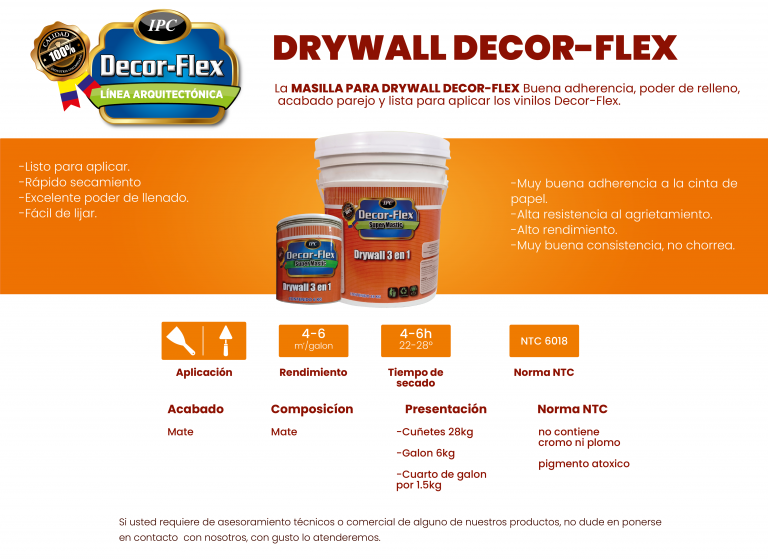 IPC
Decor-Flex
LÍNEA ARQUITECTÓNICA
CALIDAD
100%
DRYWALL DECOR-FLEX
La MASILLA PARA DRYWALL DECOR-FLEX Buena adherencia, poder de relleno,
acabado parejo y lista para aplicar los vinilos Decor-Flex.
-Listo para aplicar.
-Rápido secamiento
-Excelente poder de llenado.
-Fácil de lijar.
IPC
Decor-Flex
SuperMastic
Drywall 3 en 1
IPC
Decor-Flex
SuperMastic
Drywall 3 en 1
-Muy buena adherencia a la cinta de
papel.
-Alta resistencia al agrietamiento.
-Alto rendimiento.
-Muy buena consistencia, no chorrea.
4-6
m²/galon
4-6h
22-28°
NTC 6018
Aplicación
Rendimiento
Tiempo de
secado
Norma NTC
Acabado
Mate
Composicíon
Mate
Presentación
-Cuñetes 28kg
-Galon 6kg
-Cuarto de galon
por 1.5kg
Norma NTC
no contiene
cromo ni plomo
pigmento atoxico
Si usted requiere de asesoramiento técnicos o comercial de alguno de nuestros productos, no dude en ponerse
en contacto con nosotros, con gusto lo atenderemos.